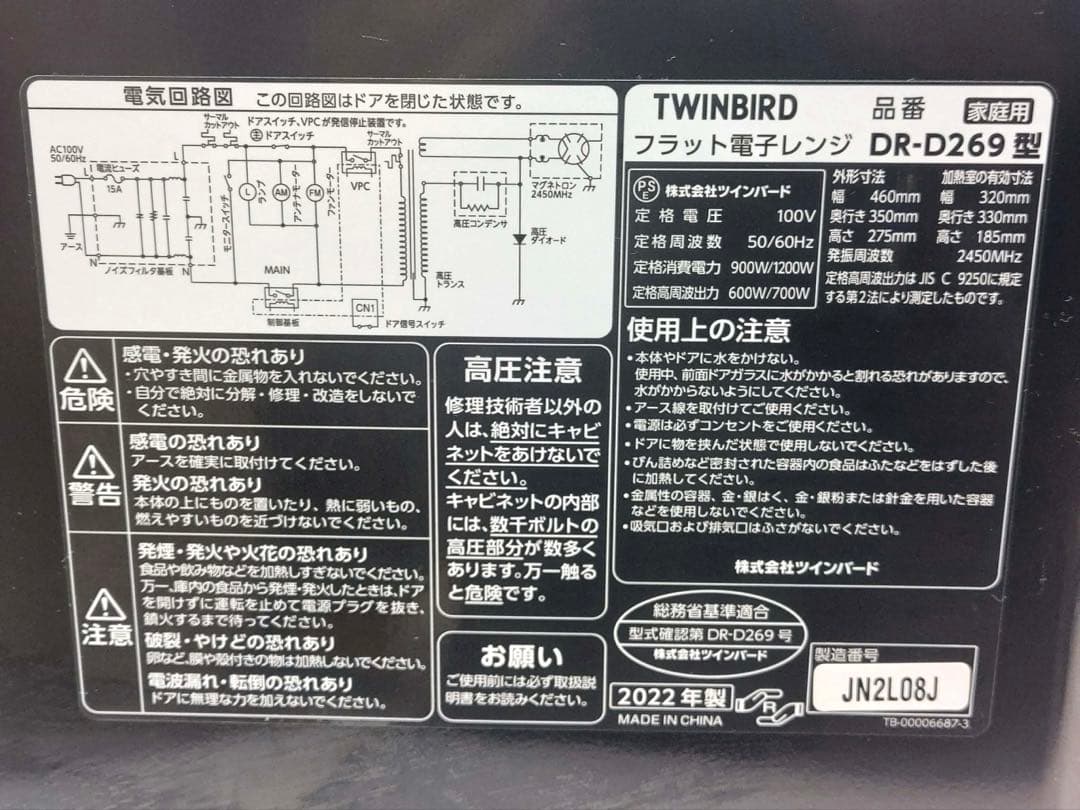 電気回路図 この回路図はドアを閉じた状態です。
サーマル
カットアウト
ドアスイッチ、VPCが発信停止装置です。
主 ドアスイッチ
サーマル
カットアウト
AC100V
50/60Hz
L
電流ヒューズ
15A
アース
N
ノイズフィルタ基板
N
モニタースイッチ
L
ランプ
AM
アンテナモーター
FM
ファンモーター
VPC
MAIN
制御基板
CN1
ドア信号スイッチ
高圧
トランス
高圧コンデンサ
マグネトロン
2450MHz
高圧
ダイオード
TWINBIRD 品番 家庭用
フラット電子レンジ DR-D269 型
PSE 株式会社ツインバード
定格電圧 100V
定格周波数 50/60Hz
定格消費電力 900W/1200W
定格高周波出力 600W/700W
外形寸法 加熱室の有効寸法
幅 460mm 幅 320mm
奥行き350mm 奥行き330mm
高さ 275mm 高さ 185mm
発振周波数 2450MHz
定格高周波出力はJIS C 9250に規定
する第2法により測定したものです。
使用上の注意
・本体やドアに水をかけない。
使用中、前面ドアガラスに水がかかると割れる恐れがありますので、
水がかからないようにしてください。
・アース線を取付けてご使用ください。
・電源は必ずコンセントをご使用ください。
・ドアに物を挟んだ状態で使用しないでください。
・びん詰めなど密封された容器内の食品はふたなどをはずした後
に加熱してください。
・金属性の容器、金・銀はく、金・銀粉または針金を用いた容器
などを使用しないでください。
・吸気口および排気口はふさがないでください。
株式会社ツインバード
危険
感電・発火の恐れあり
・穴やすき間に金属物を入れないでください。
・自分で絶対に分解・修理・改造をしないで
ください。
警告
感電の恐れあり
アースを確実に取付けてください。
発火の恐れあり
本体の上にものを置いたり、熱に弱いもの、
燃えやすいものを近づけないでください。
注意
発煙・発火や火花の恐れあり
食品や飲み物などを加熱しすぎないでください。
万一、庫内の食品から発煙・発火したときは、ドア
を開けずに運転を止めて電源プラグを抜き、
鎮火するまで待ってください。
破裂・やけどの恐れあり
卵など、膜や殻付きの物は加熱しないでください。
電波漏れ・転倒の恐れあり
ドアに無理な力を加えないでください。
高圧注意
修理技術者以外の
人は、絶対にキャビ
ネットをあけないで
ください。
キャビネットの内部
には、数千ボルトの
高圧部分が数多く
あります。万一触る
と危険です。
お願い
ご使用前には必ず取扱説
明書をお読みください。
総務省基準適合
型式確認第 DR-D269 号
株式会社ツインバード
2022年製
MADE IN CHINA
R
製造番号
JN2L08J
TB-00006687-3